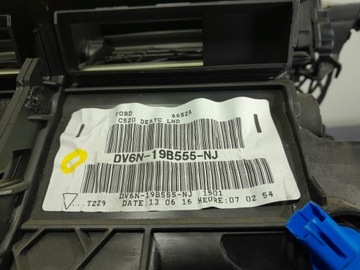 FORD 6682A
C520 DEATC LHD
DV6N-19B555-NJ
DV6N-19B555-NJ 1501
T229 DATE:13 06 16 HEURE:07 02 54